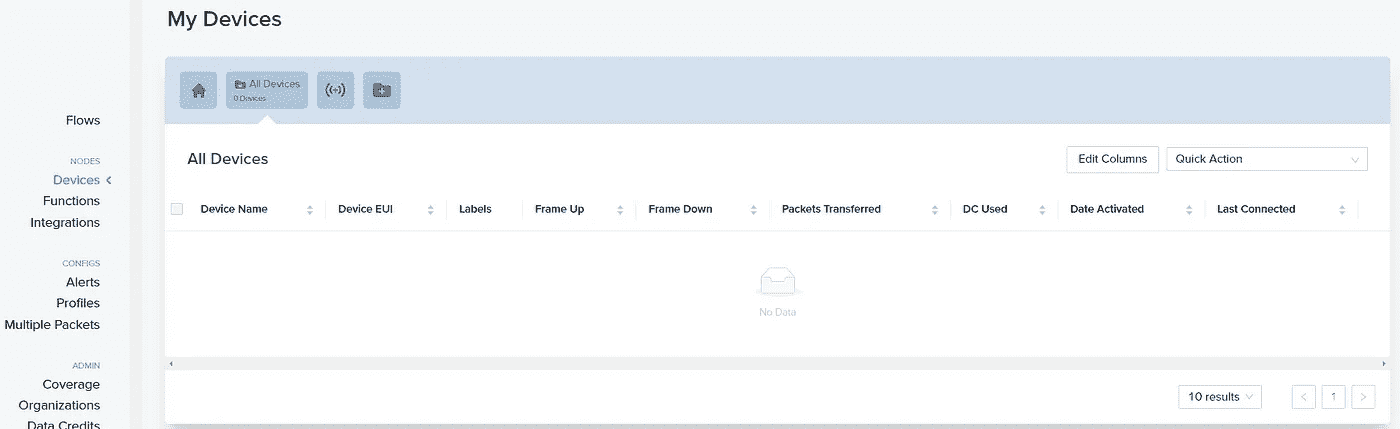 My Devices
All Devices
0 Devices
Flows
NODES
Devices
Functions
Integrations
CONFIGS
Alerts
Profiles
Multiple Packets
ADMIN
Coverage
Organizations
Data Credits
All Devices
Edit Columns
Quick Action
Device Name Device EUI Labels Frame Up Frame Down Packets Transferred DC Used Date Activated Last Connected
No Data
10 results
1